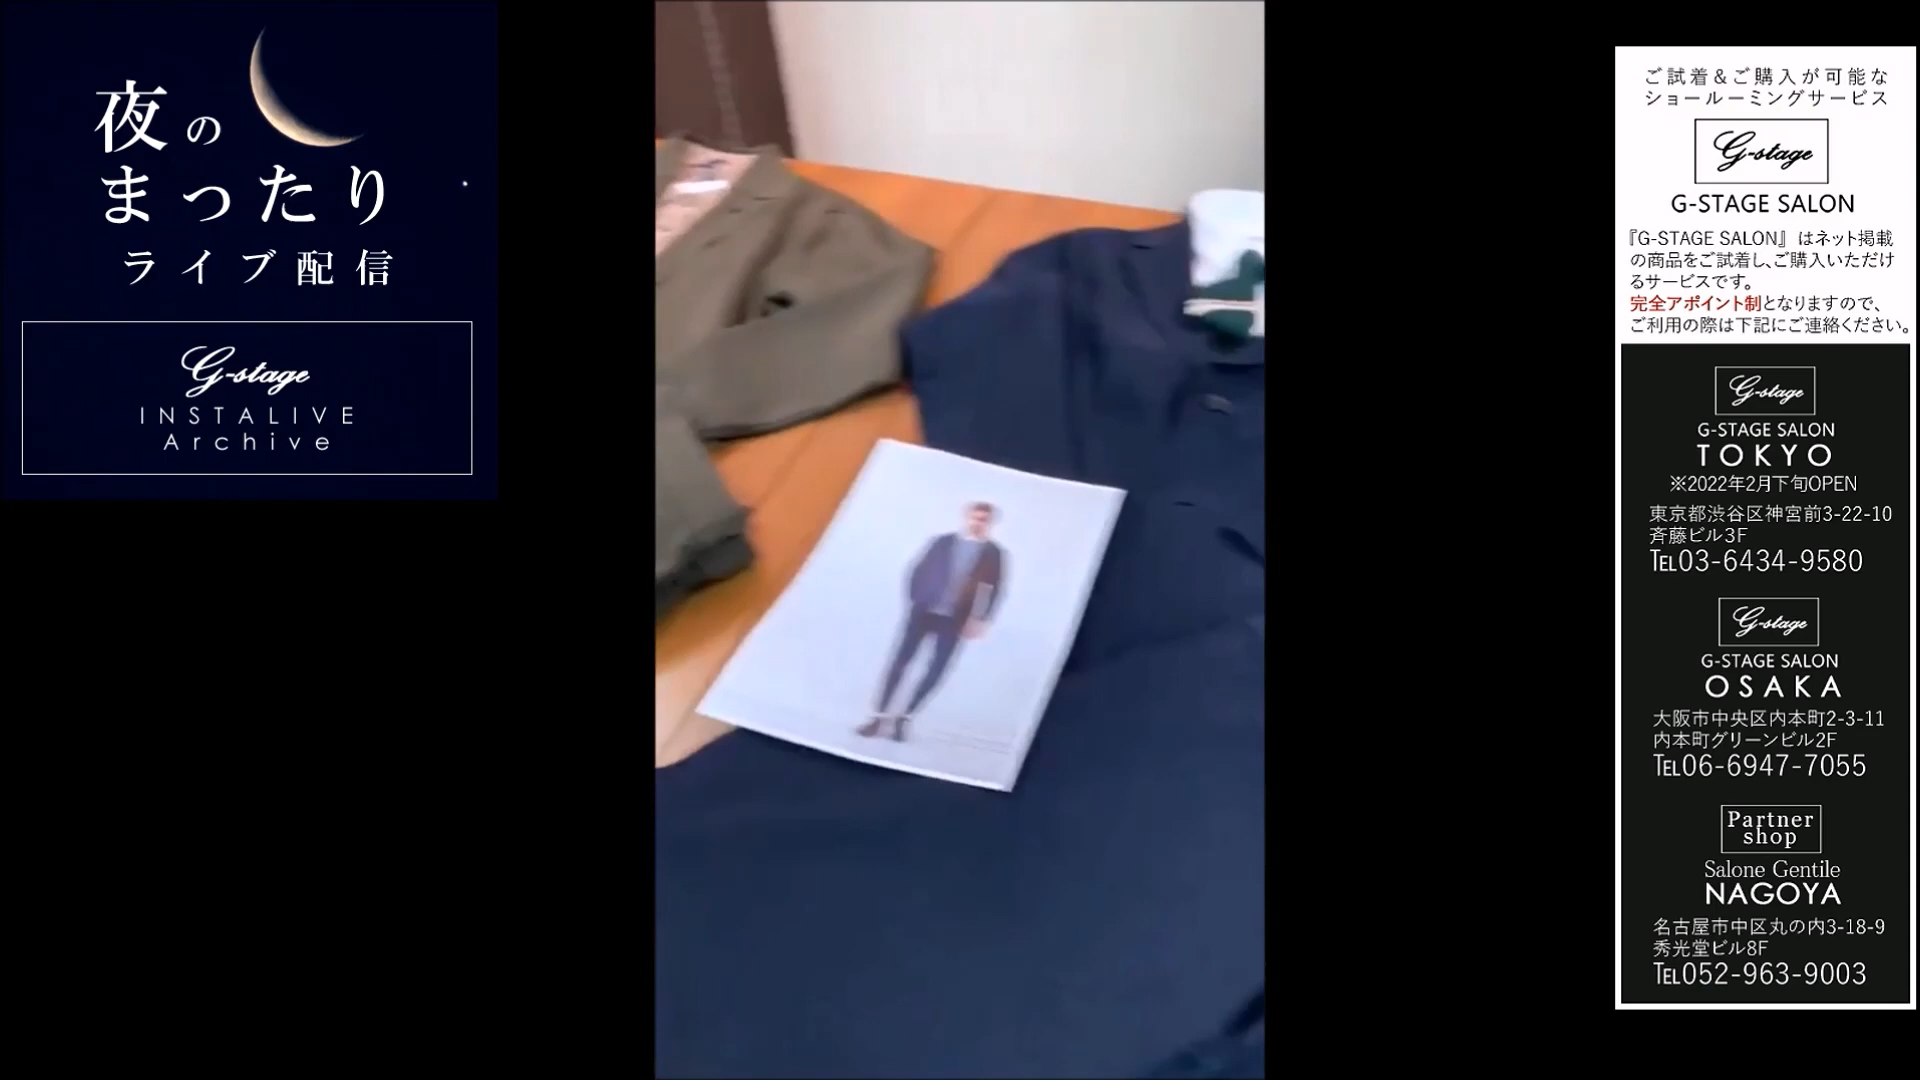 夜の
まったり
ライブ配信
G-stage
INSTALIVE
Archive
ご試着&ご購入が可能な
ショールーミングサービス
G-stage
G-STAGE SALON
『G-STAGE SALON』はネット掲載
の商品をご試着し、ご購入いただけ
るサービスです。
完全アポイント制となりますので、
ご利用の際は下記にご連絡ください。
G-stage
G-STAGE SALON
TOKYO
※2022年2月下旬OPEN
東京都渋谷区神宮前3-22-10
斉藤ビル3F
TEL03-6434-9580
G-stage
G-STAGE SALON
OSAKA
大阪市中央区内本町2-3-11
内本町グリーンビル2F
TEL06-6947-7055
Partner
shop
Salone Gentile
NAGOYA
名古屋市中区丸の内3-18-9
秀光堂ビル8F
TEL052-963-9003